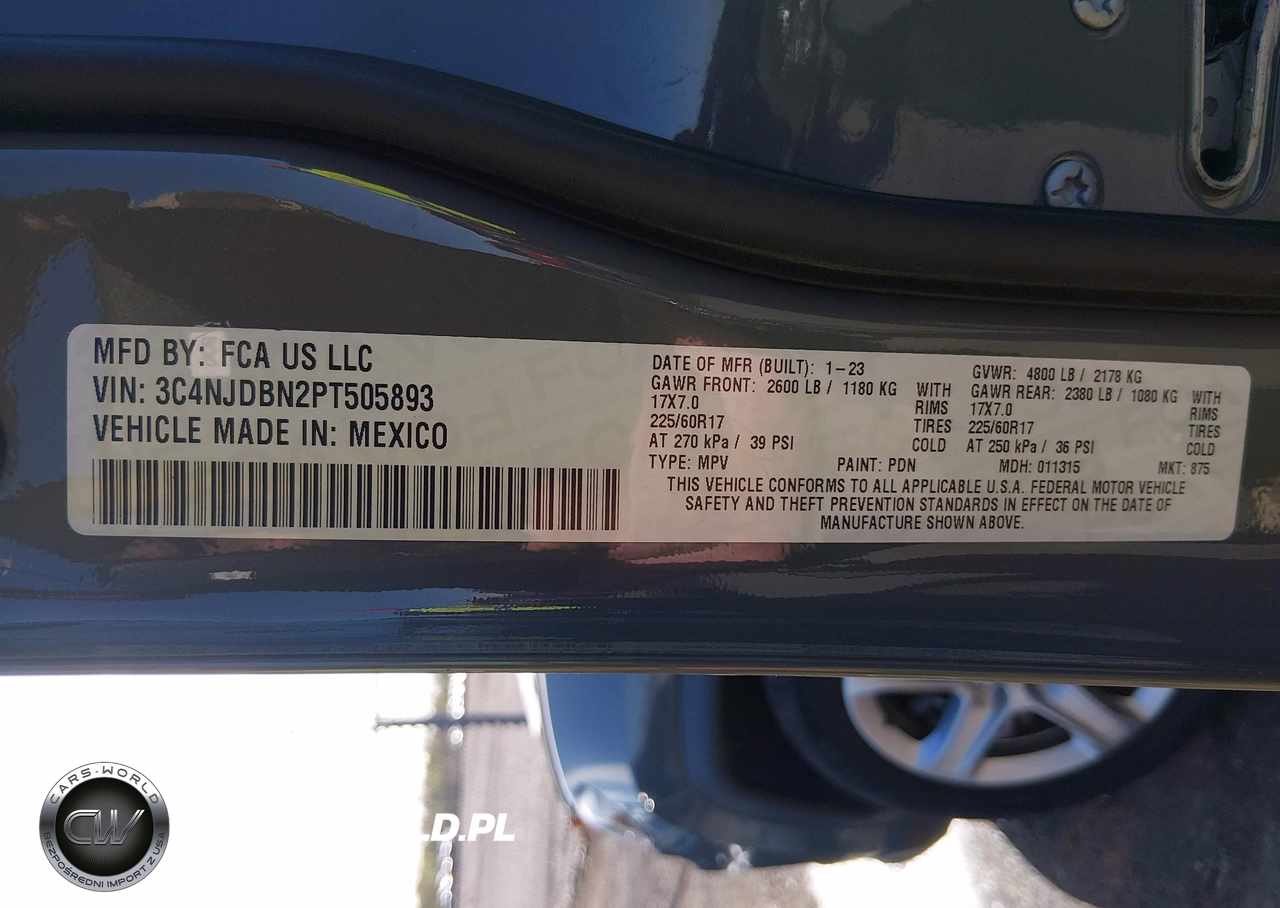 MFD BY: FCA US LLC
VIN: 3C4NJDBN2PT505893
VEHICLE MADE IN: MEXICO
DATE OF MFR (BUILT): 1-23 GVWR: 4800 LB / 2178 KG
GAWR FRONT: 2600 LB / 1180 KG WITH GAWR REAR: 2380 LB / 1080 KG WITH
17X7.0 RIMS 17X7.0 RIMS
225/60R17 TIRES 225/60R17 TIRES
AT 270 kPa / 39 PSI COLD AT 250 kPa / 36 PSI COLD
TYPE: MPV PAINT: PDN MDH: 011315 MKT: 875
THIS VEHICLE CONFORMS TO ALL APPLICABLE U.S.A. FEDERAL MOTOR VEHICLE
SAFETY AND THEFT PREVENTION STANDARDS IN EFFECT ON THE DATE OF
MANUFACTURE SHOWN ABOVE.
CARS-WORLD
CW
BEZPOŚREDNI IMPORT Z USA
LD.PL